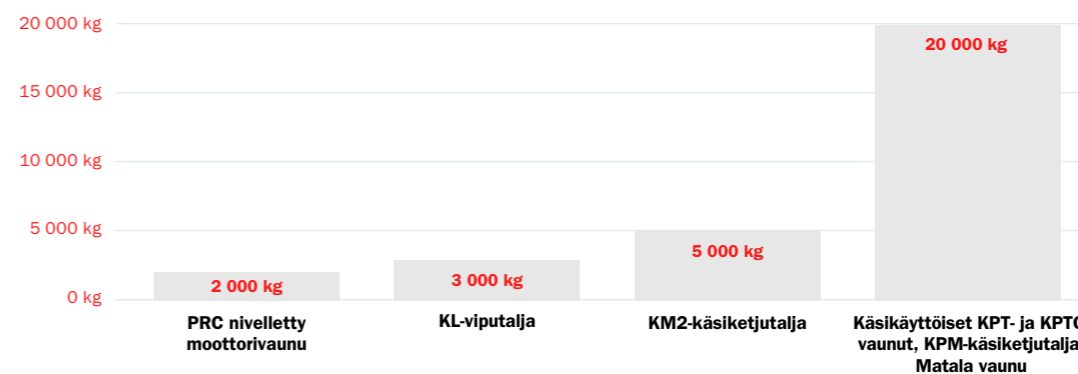 20 000 kg
15 000 kg
10 000 kg
5 000 kg
0 kg
2 000 kg
3 000 kg
5 000 kg
20 000 kg
PRC nivelletty
moottorivaunu
KL-viputalja
KM2-käsiketjutalja
Käsikäyttöiset KPT- ja
vaunut, KPM-käsiketjutalja
Matala vaunu